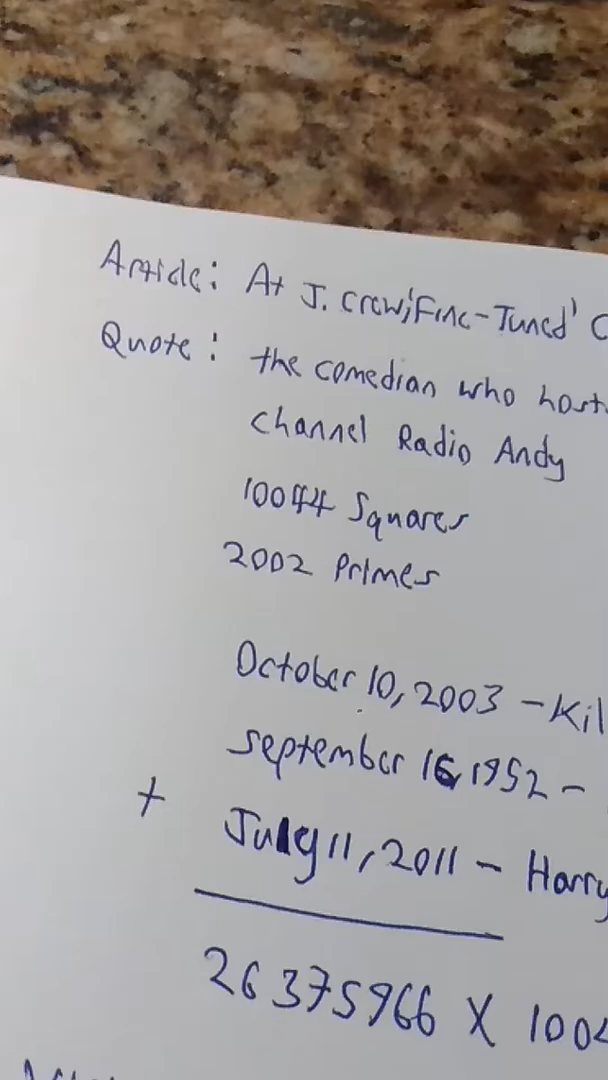 Article: At J. Crew, 'Fine-Tuned' C
Quote: the comedian who host
channel Radio Andy
10044 Squares
2002 Primes
October 10, 2003 - Kil
September 16, 1952 -
+ July 11, 2011 - Harry
26375966 X 1004